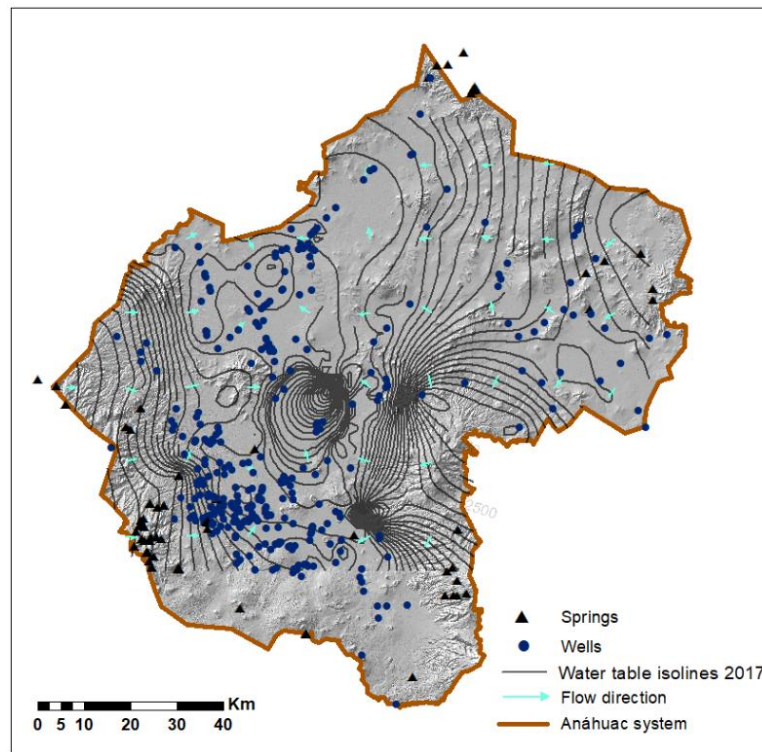 2500
Springs
Wells
Water table isolines 2017
Flow direction
Anáhuac system
Km
0 5 10 20 30 40